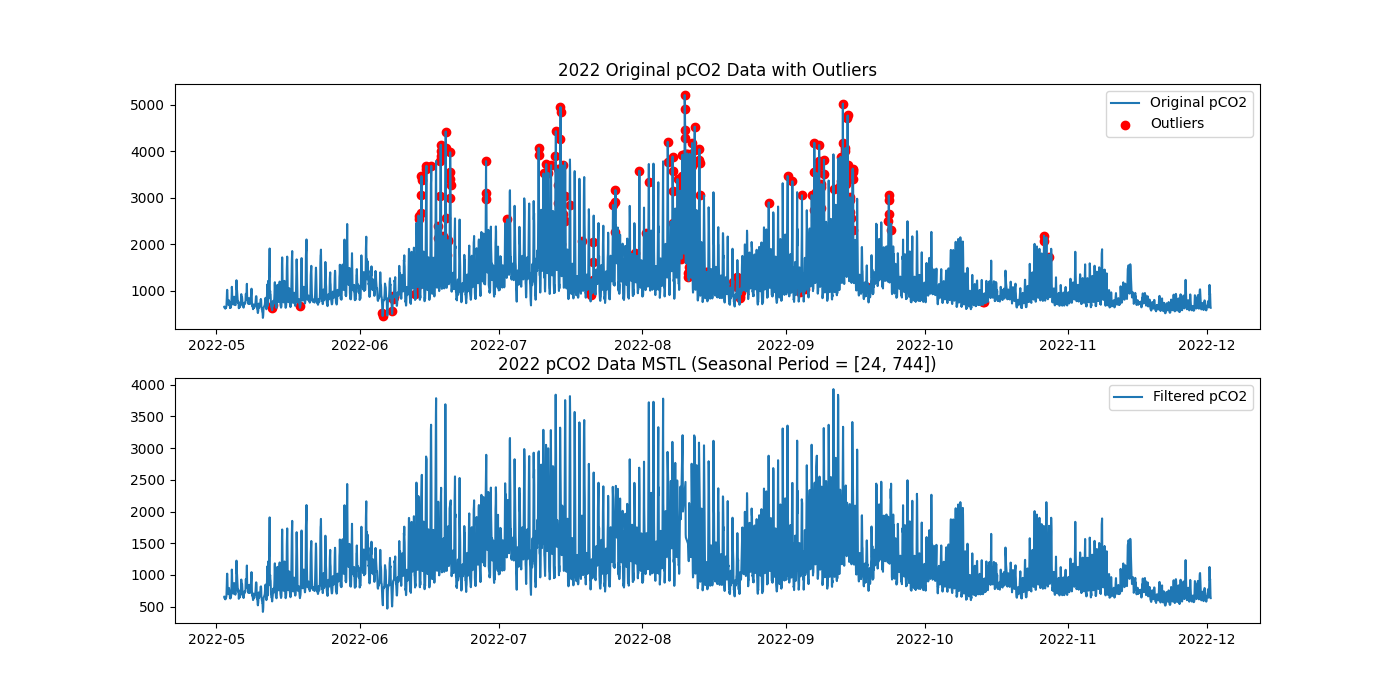 2022 Original pCO2 Data with Outliers
5000
4000
3000
2000
1000
Original pCO2
Outliers
2022-05 2022-06 2022-07 2022-08 2022-09 2022-10 2022-11 2022-12
2022 pCO2 Data MSTL (Seasonal Period = [24, 744])
4000
3500
3000
2500
2000
1500
1000
500
Filtered pCO2
2022-05 2022-06 2022-07 2022-08 2022-09 2022-10 2022-11 2022-12